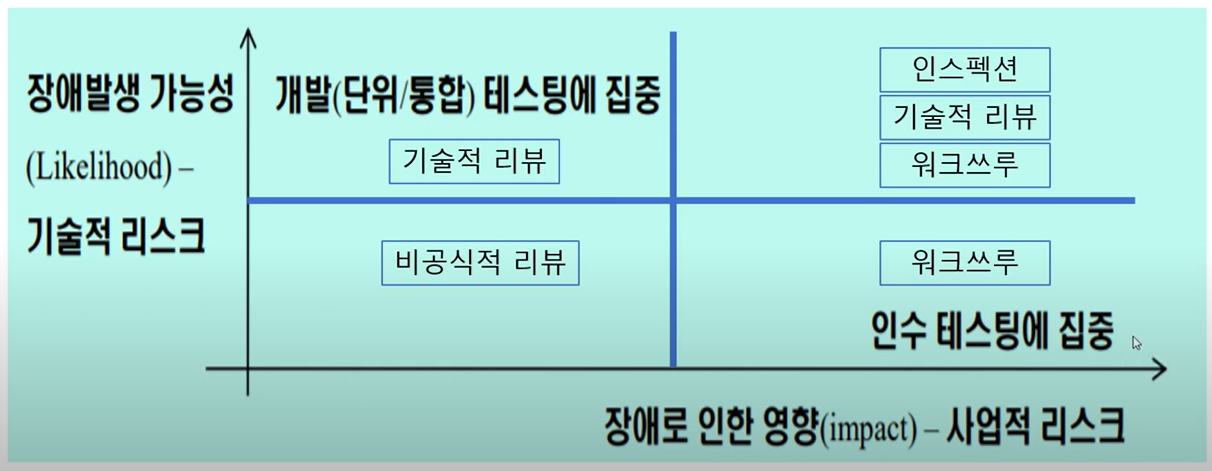 장애발생 가능성
(Likelihood) –
기술적 리스크
개발(단위/통합) 테스팅에 집중
기술적 리뷰
인스펙션
기술적 리뷰
워크쓰루
비공식적 리뷰
워크쓰루
인수 테스팅에 집중
장애로 인한 영향(impact) – 사업적 리스크